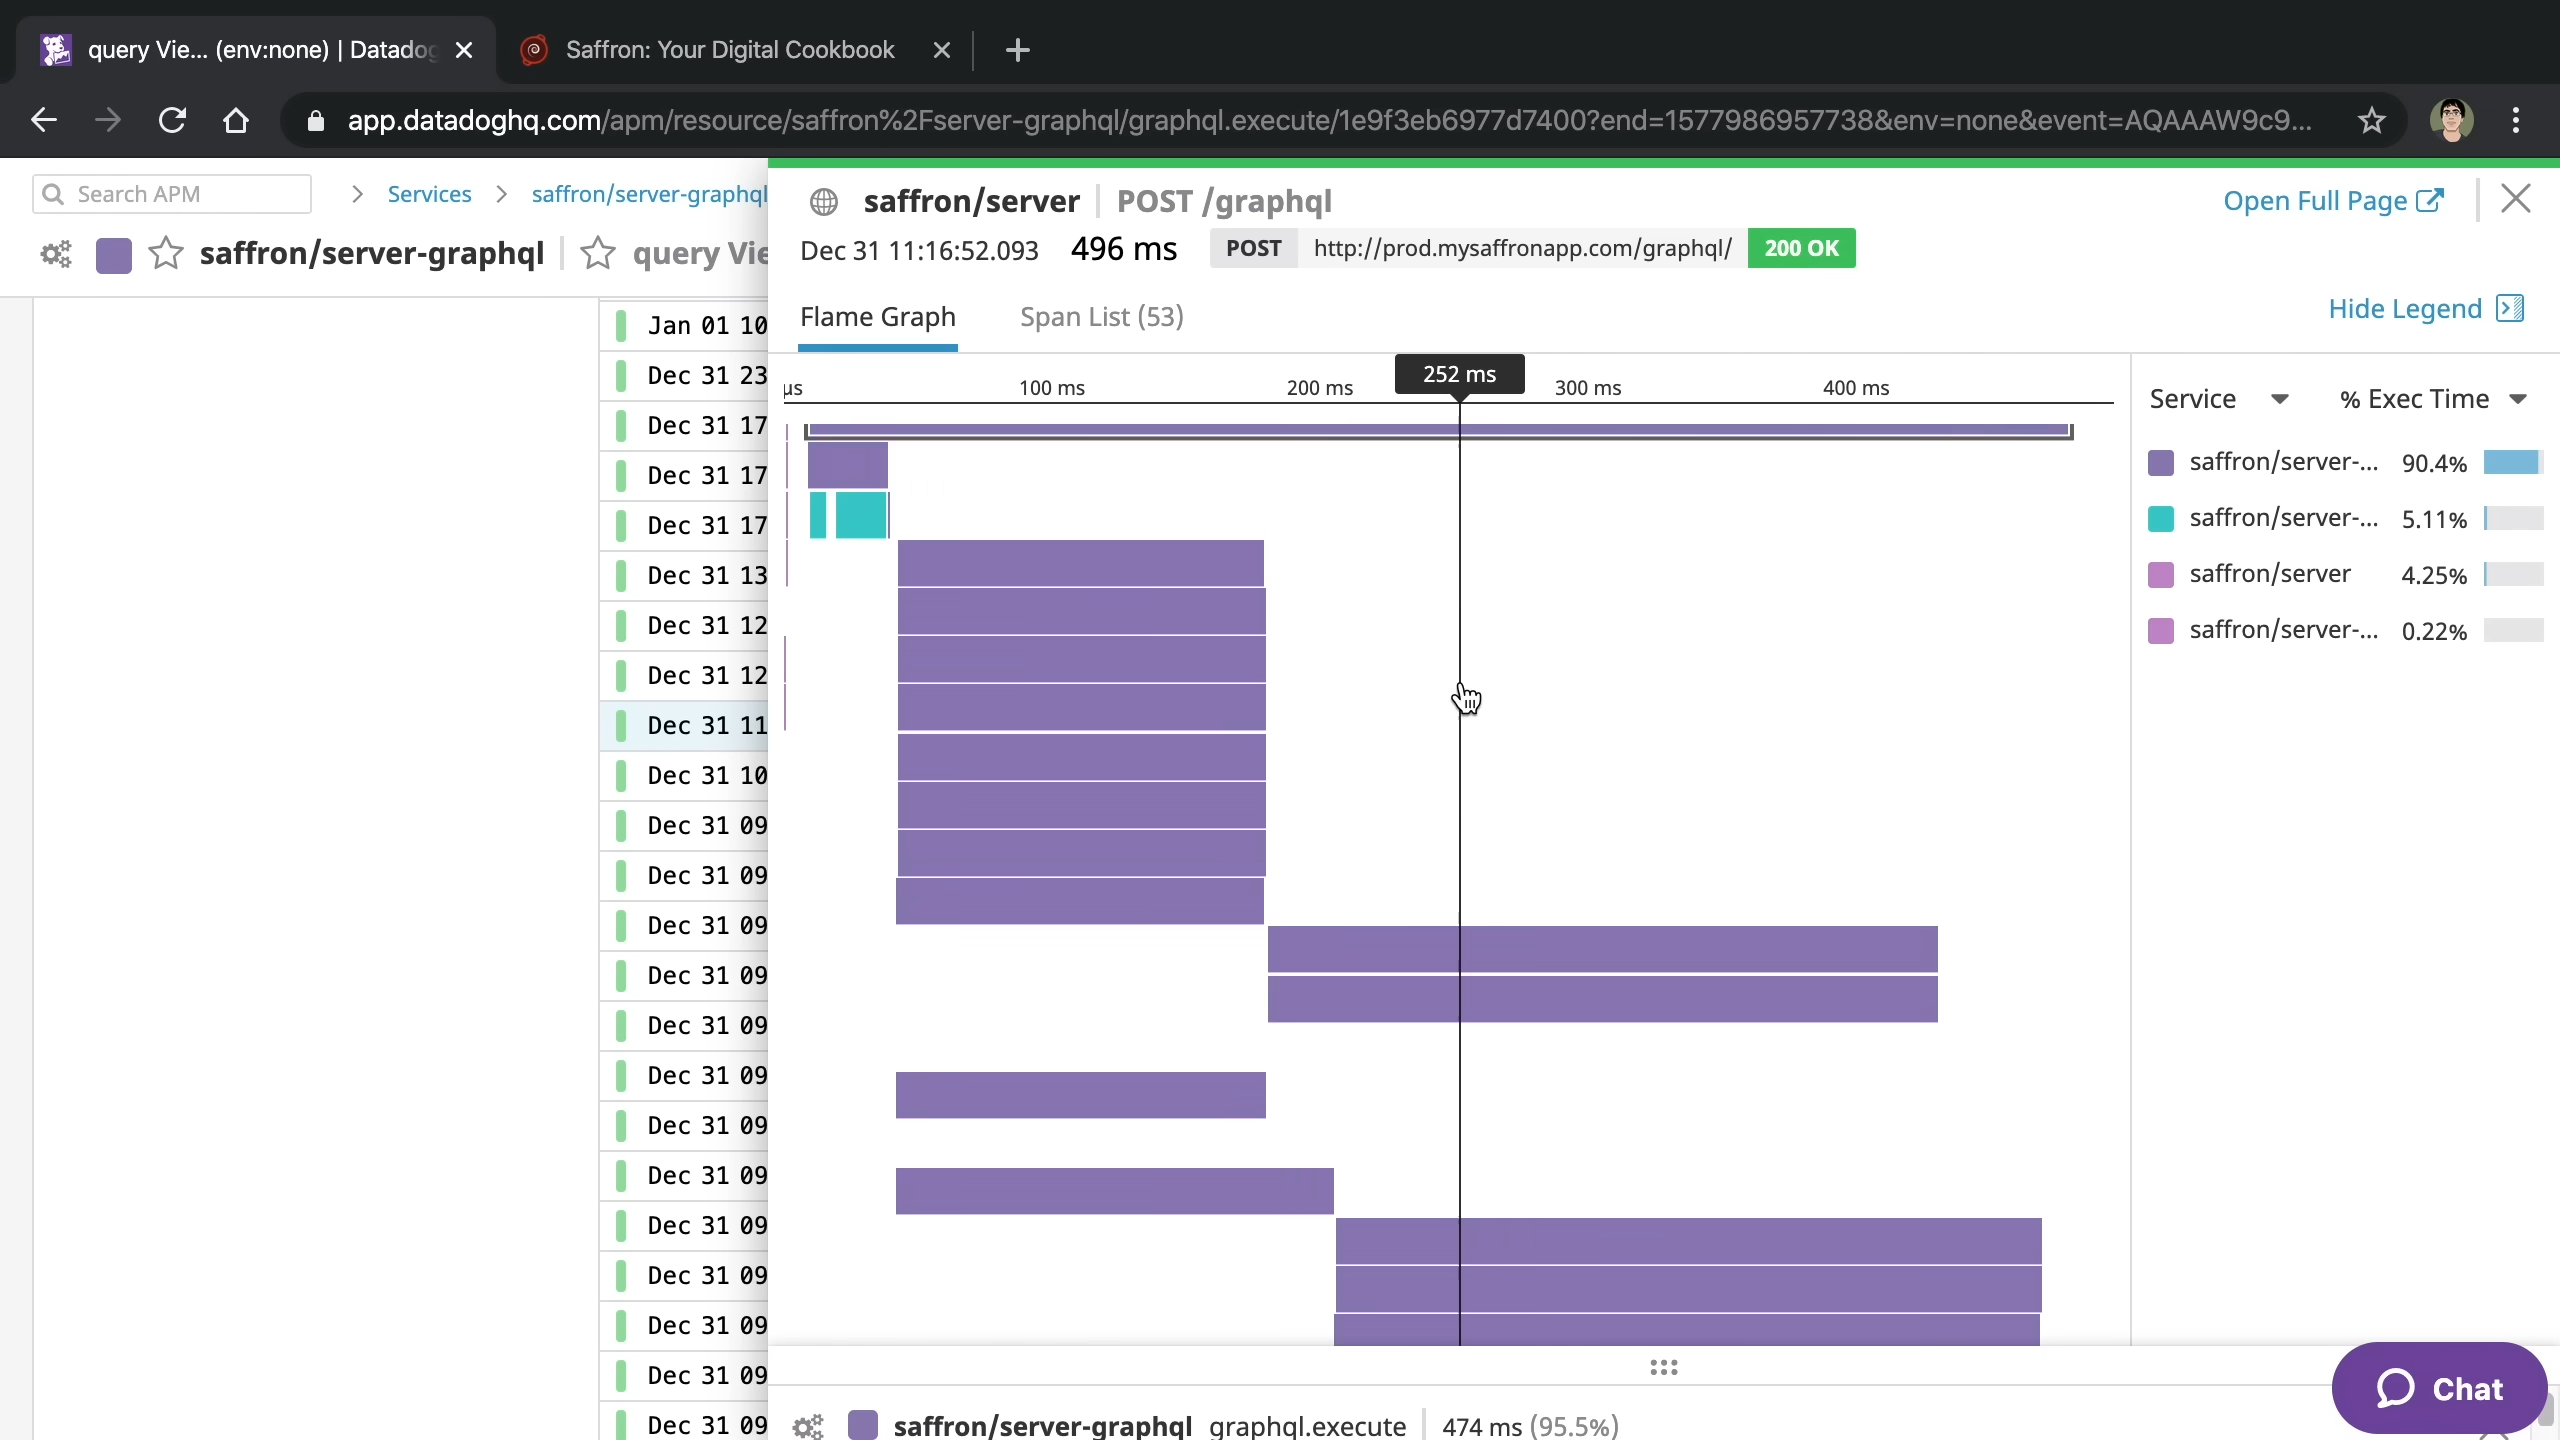 query Vie... (env:none) | Datadog
Saffron: Your Digital Cookbook
app.datadoghq.com/apm/resource/saffron%2Fserver-graphql/graphql.execute/1e9f3eb6977d7400?end=1577986957738&env=none&event=AQAAAW9c9...
Search APM
Services
saffron/server-graphql
saffron/server-graphql
query Vie
Jan 01 10
Dec 31 23
Dec 31 17
Dec 31 17
Dec 31 17
Dec 31 13
Dec 31 12
Dec 31 12
Dec 31 11
Dec 31 10
Dec 31 09
Dec 31 09
Dec 31 09
Dec 31 09
Dec 31 09
Dec 31 09
Dec 31 09
Dec 31 09
Dec 31 09
Dec 31 09
Dec 31 09
Dec 31 09
Dec 31 09
saffron/server | POST /graphql
Open Full Page
Dec 31 11:16:52.093 496 ms POST http://prod.mysaffronapp.com/graphql/ 200 OK
Flame Graph
Span List (53)
Hide Legend
µs
100 ms
200 ms
252 ms
300 ms
400 ms
Service % Exec Time
saffron/server-... 90.4%
saffron/server-... 5.11%
saffron/server 4.25%
saffron/server-... 0.22%
saffron/server-graphql graphql.execute 474 ms (95.5%)
Chat